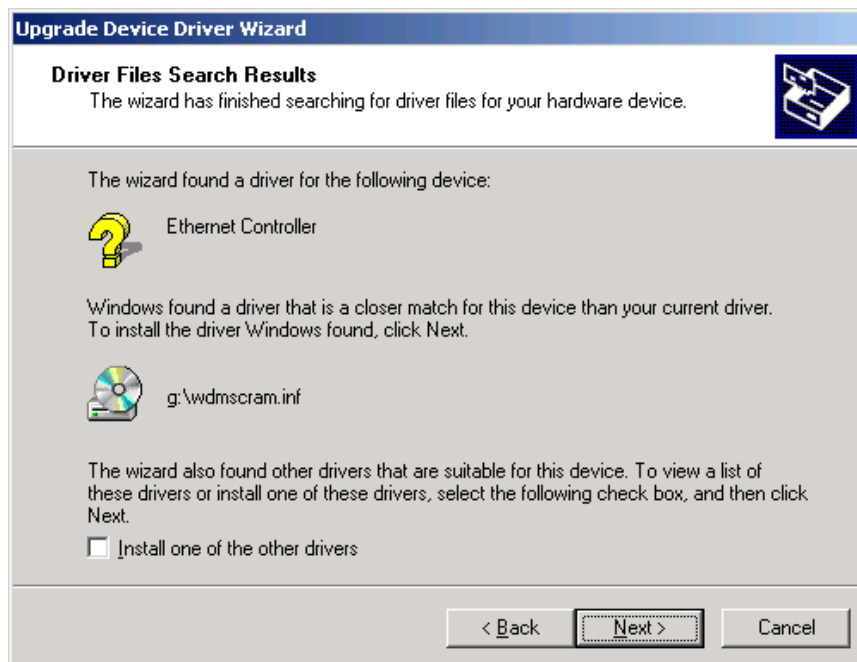 Upgrade Device Driver Wizard
Driver Files Search Results
The wizard has finished searching for driver files for your hardware device.
The wizard found a driver for the following device:
Ethernet Controller
Windows found a driver that is a closer match for this device than your current driver.
To install the driver Windows found, click Next.
g:\wdmscram.inf
The wizard also found other drivers that are suitable for this device. To view a list of
these drivers or install one of these drivers, select the following check box, and then click
Next.
Install one of the other drivers
< Back
Next >
Cancel